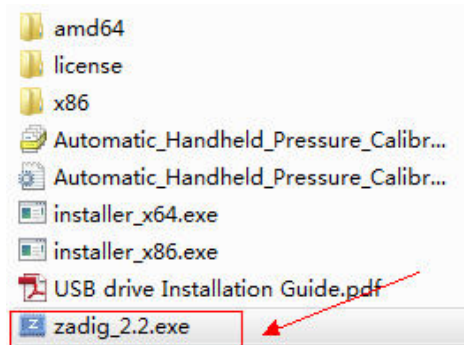 amd64
license
x86
Automatic_Handheld_Pressure_Calibr...
Automatic_Handheld_Pressure_Calibr...
installer_x64.exe
installer_x86.exe
USB drive Installation Guide.pdf
zadig_2.2.exe